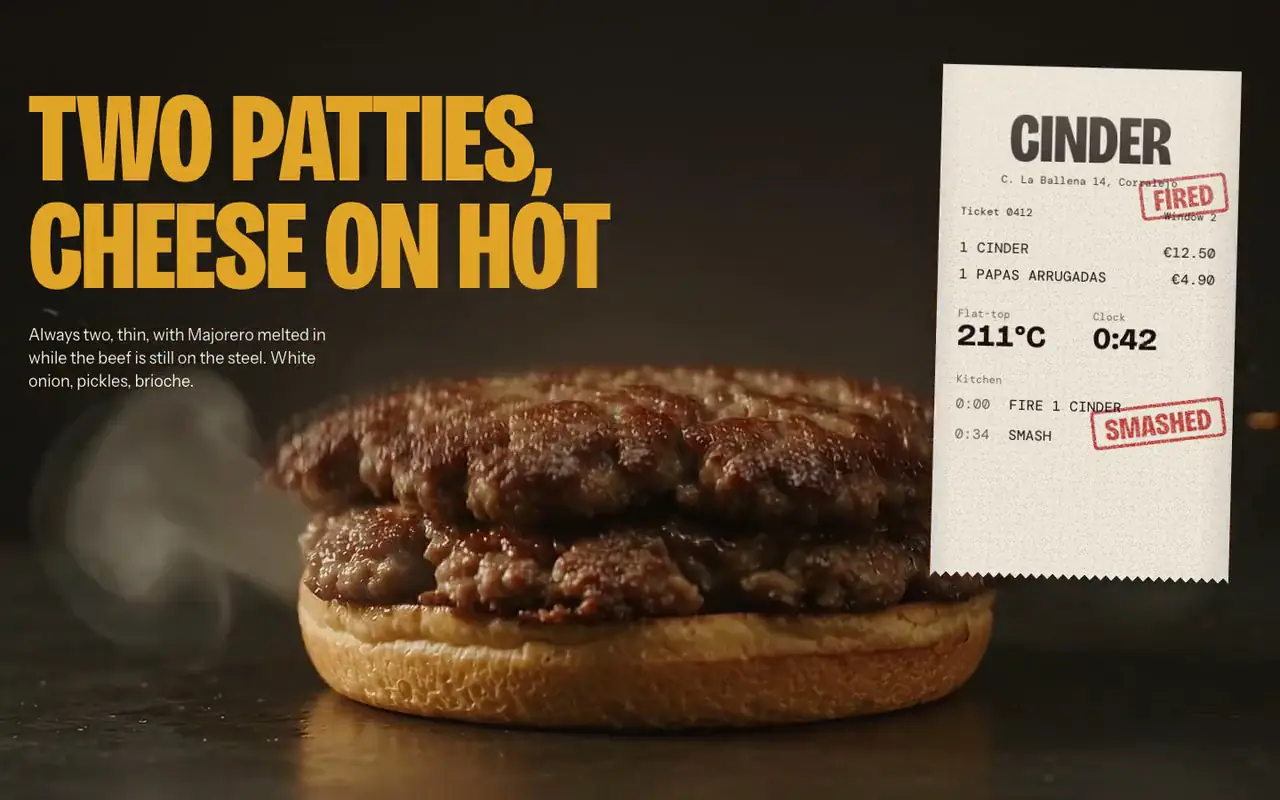 TWO PATTIES,
CHEESE ON HOT
Always two, thin, with Majorero melted in
while the beef is still on the steel. White
onion, pickles, brioche.
CINDER
C. La Ballena 14, Corralejo
FIRED
Ticket 0412
Window 2
1 CINDER €12.50
1 PAPAS ARRUGADAS €4.90
Flat-top Clock
211°C 0:42
Kitchen
0:00 FIRE 1 CINDER
0:34 SMASH
SMASHED